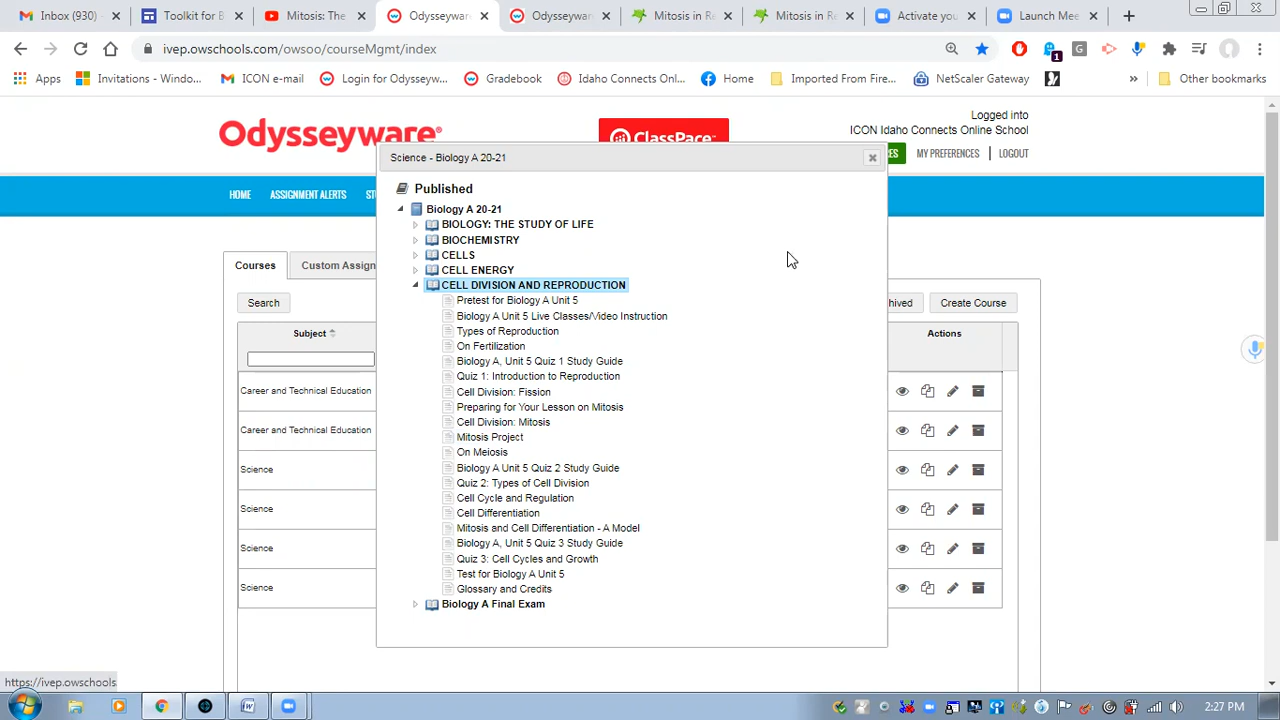 Inbox (930) -
Toolkit for B
Mitosis: The
Odysseyware
Odysseyware
Mitosis in R
Mitosis in
Activate you
Launch Mee
ivep.owschools.com/owsoo/courseMgmt/index
1
Apps
Invitations - Windo...
ICON e-mail
Login for Odysseyw...
Gradebook
Idaho Connects Onl...
Home
Imported From Fire...
NetScaler Gateway
»
Other bookmarks
Odysseyware®
ClassPace
Logged into
ICON Idaho Connects Online School
ES
MY PREFERENCES | LOGOUT
HOME
ASSIGNMENT ALERTS
ST
Science - Biology A 20-21
Published
Biology A 20-21
BIOLOGY: THE STUDY OF LIFE
BIOCHEMISTRY
CELLS
CELL ENERGY
CELL DIVISION AND REPRODUCTION
Pretest for Biology A Unit 5
Biology A Unit 5 Live Classes/Video Instruction
Types of Reproduction
On Fertilization
Biology A, Unit 5 Quiz 1 Study Guide
Quiz 1: Introduction to Reproduction
Cell Division: Fission
Preparing for Your Lesson on Mitosis
Cell Division: Mitosis
Mitosis Project
On Meiosis
Biology A Unit 5 Quiz 2 Study Guide
Quiz 2: Types of Cell Division
Cell Cycle and Regulation
Cell Differentiation
Mitosis and Cell Differentiation - A Model
Biology A, Unit 5 Quiz 3 Study Guide
Quiz 3: Cell Cycles and Growth
Test for Biology A Unit 5
Glossary and Credits
Biology A Final Exam
Courses
Custom Assign
Search
hived
Create Course
Subject
Actions
Career and Technical Education
Career and Technical Education
Science
Science
Science
Science
https://ivep.owschools
2:27 PM